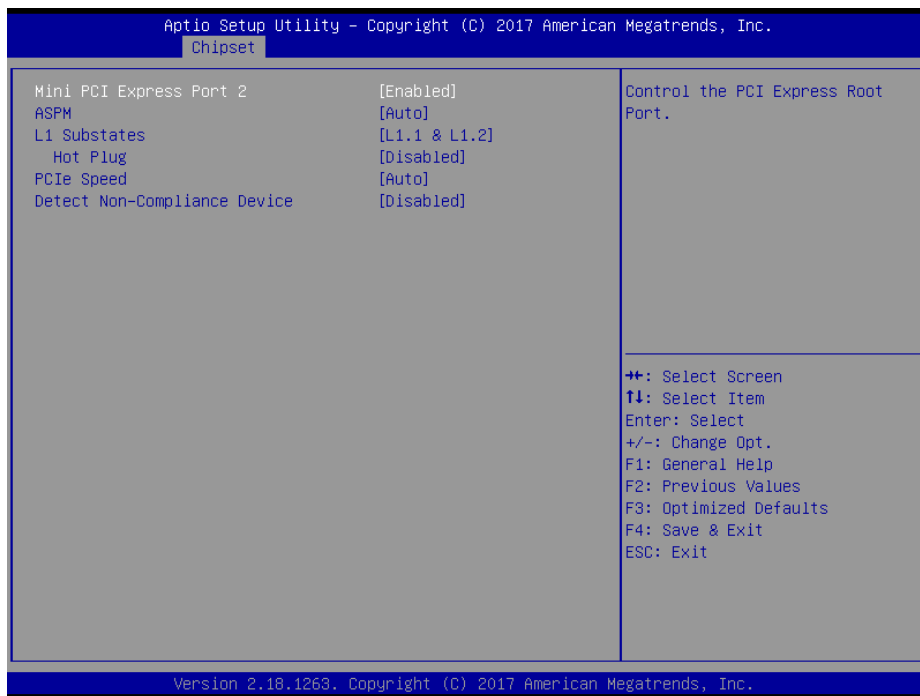 Aptio Setup Utility – Copyright (C) 2017 American Megatrends, Inc.
Chipset
Mini PCI Express Port 2 [Enabled]
ASPM [Auto]
L1 Substates [L1.1 & L1.2]
Hot Plug [Disabled]
PCIe Speed [Auto]
Detect Non-Compliance Device [Disabled]
Control the PCI Express Root
Port.
→←: Select Screen
↑↓: Select Item
Enter: Select
+/-: Change Opt.
F1: General Help
F2: Previous Values
F3: Optimized Defaults
F4: Save & Exit
ESC: Exit
Version 2.18.1263. Copyright (C) 2017 American Megatrends, Inc.